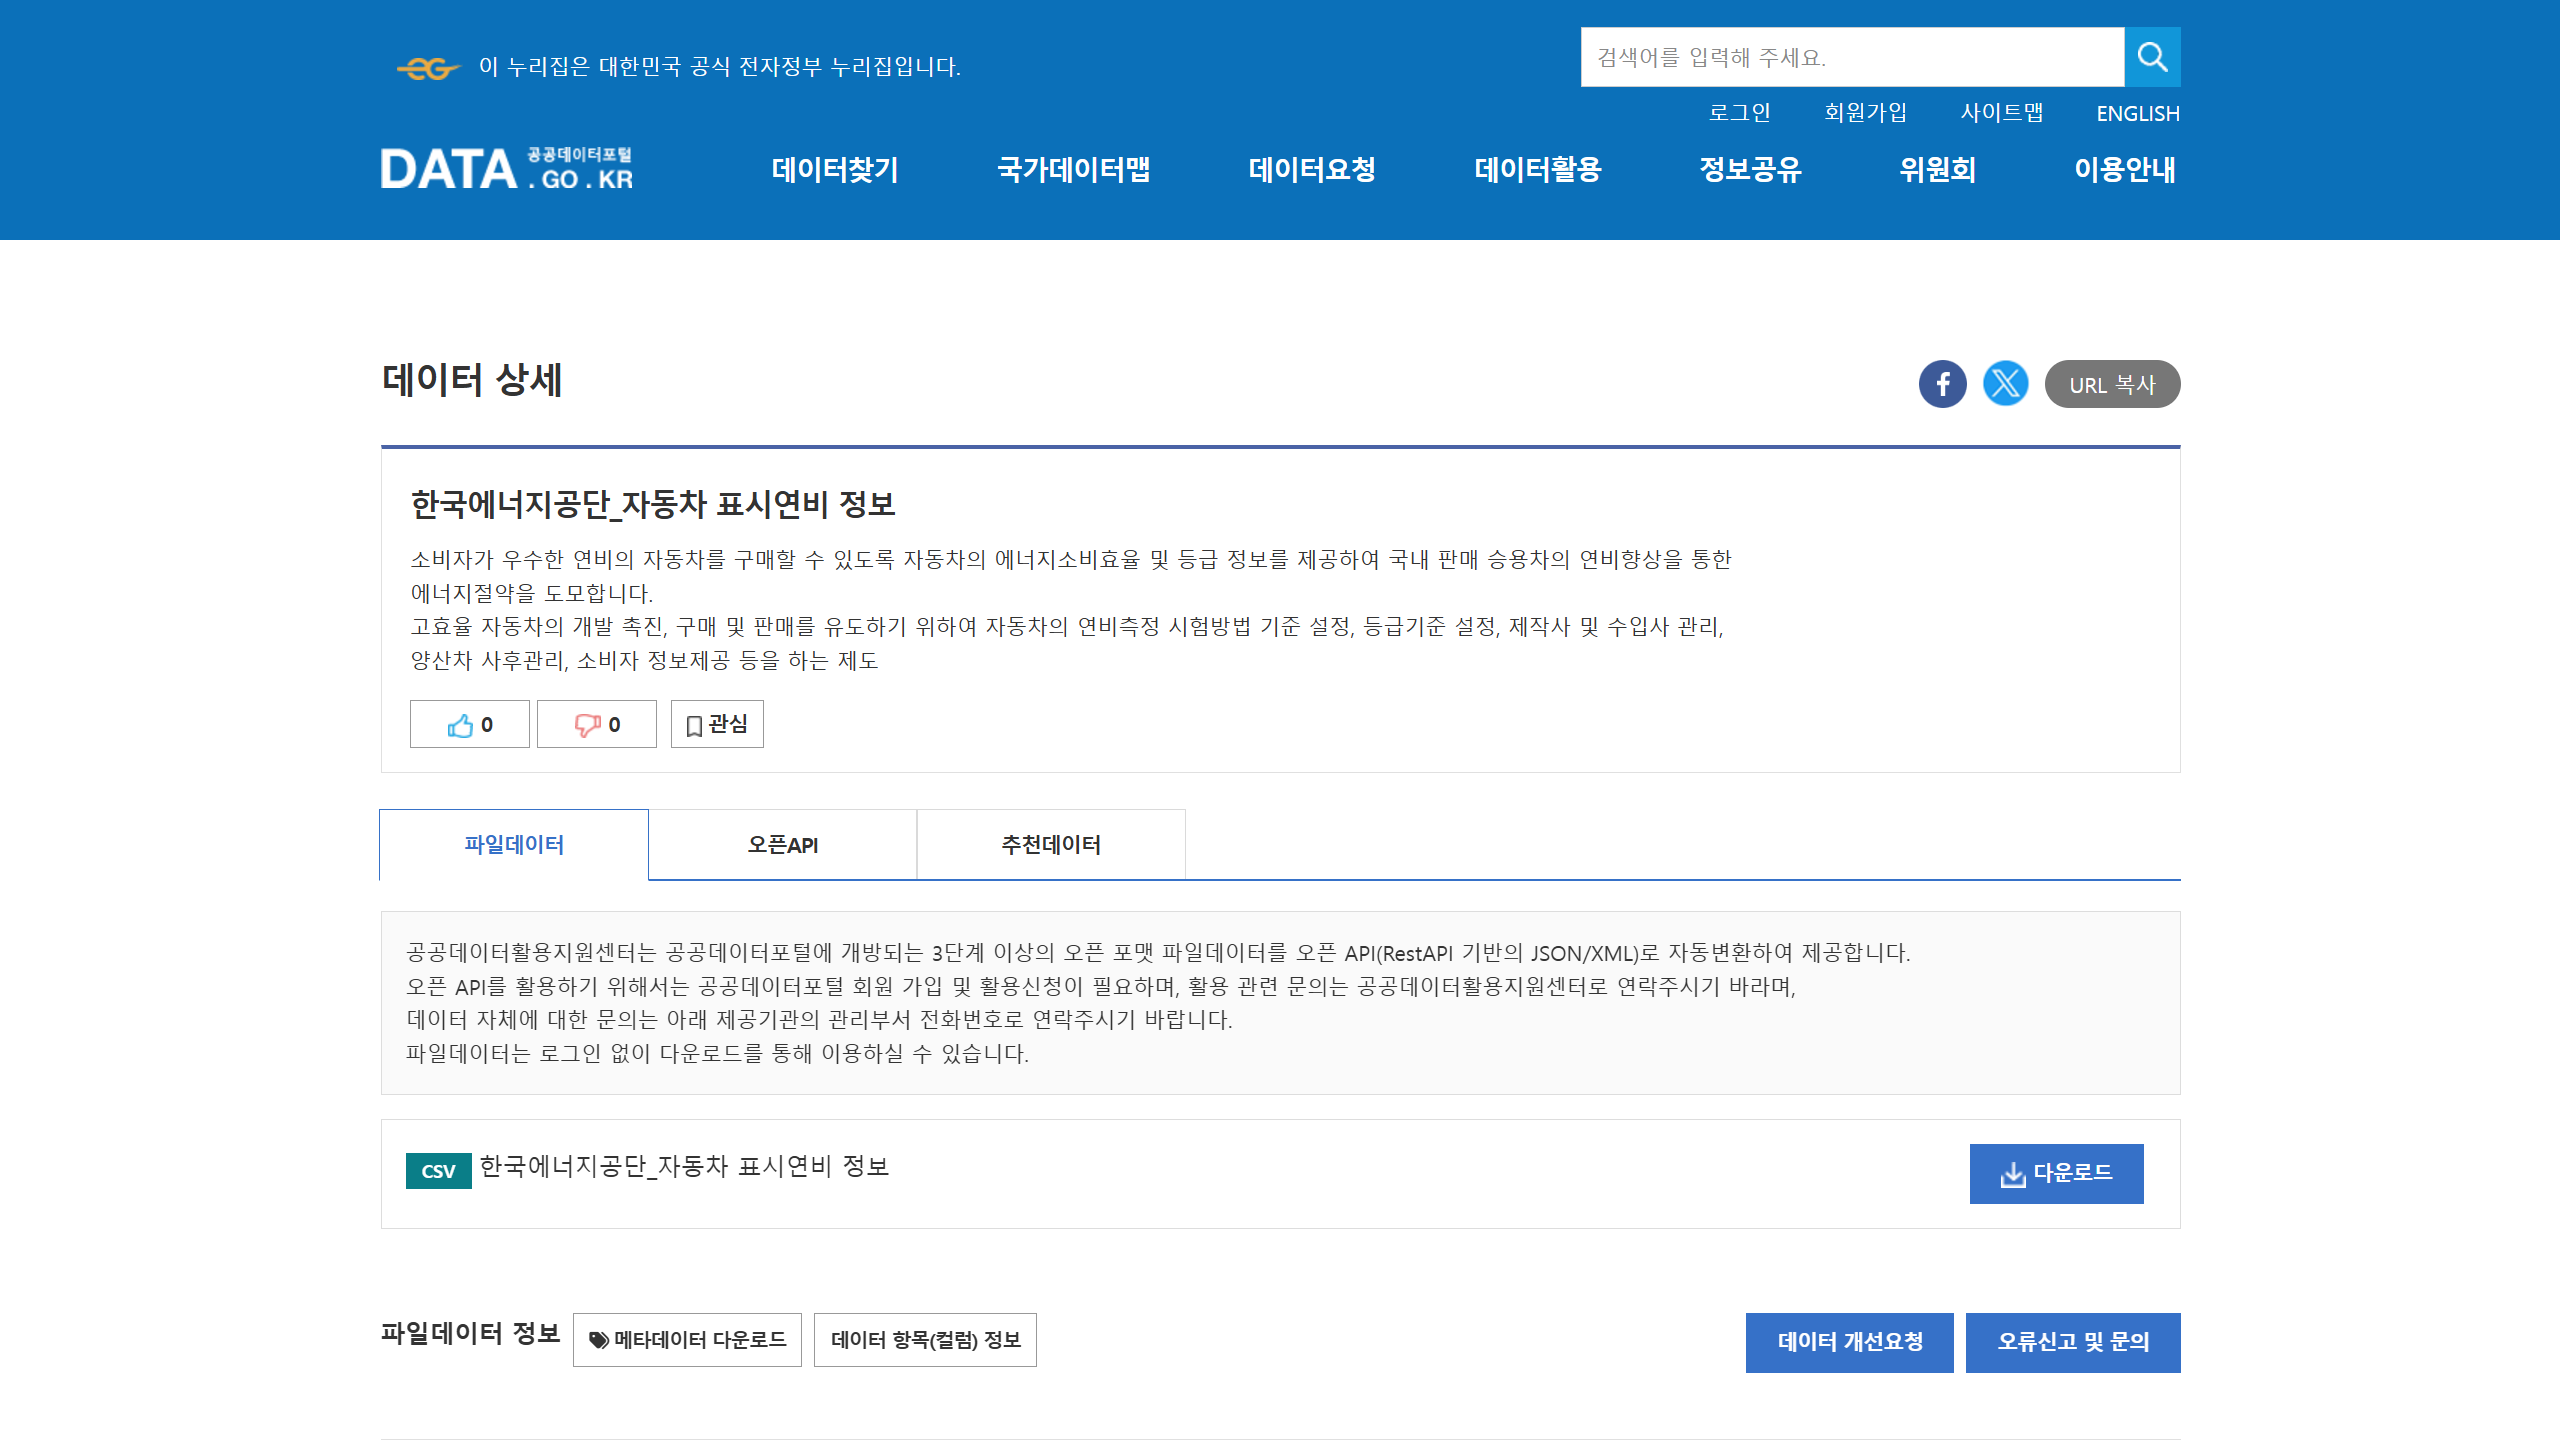 이 누리집은 대한민국 공식 전자정부 누리집입니다.
검색어를 입력해 주세요.
로그인 회원가입 사이트맵 ENGLISH
DATA 공공데이터포털 . GO . KR
데이터찾기 국가데이터맵 데이터요청 데이터활용 정보공유 위원회 이용안내
데이터 상세
URL 복사
한국에너지공단_자동차 표시연비 정보
소비자가 우수한 연비의 자동차를 구매할 수 있도록 자동차의 에너지소비효율 및 등급 정보를 제공하여 국내 판매 승용차의 연비향상을 통한
에너지절약을 도모합니다.
고효율 자동차의 개발 촉진, 구매 및 판매를 유도하기 위하여 자동차의 연비측정 시험방법 기준 설정, 등급기준 설정, 제작사 및 수입사 관리,
양산차 사후관리, 소비자 정보제공 등을 하는 제도
0 0 관심
파일데이터 오픈API 추천데이터
공공데이터활용지원센터는 공공데이터포털에 개방되는 3단계 이상의 오픈 포맷 파일데이터를 오픈 API(RestAPI 기반의 JSON/XML)로 자동변환하여 제공합니다.
오픈 API를 활용하기 위해서는 공공데이터포털 회원 가입 및 활용신청이 필요하며, 활용 관련 문의는 공공데이터활용지원센터로 연락주시기 바라며,
데이터 자체에 대한 문의는 아래 제공기관의 관리부서 전화번호로 연락주시기 바랍니다.
파일데이터는 로그인 없이 다운로드를 통해 이용하실 수 있습니다.
CSV 한국에너지공단_자동차 표시연비 정보
다운로드
파일데이터 정보 메타데이터 다운로드 데이터 항목(컬럼) 정보
데이터 개선요청 오류신고 및 문의